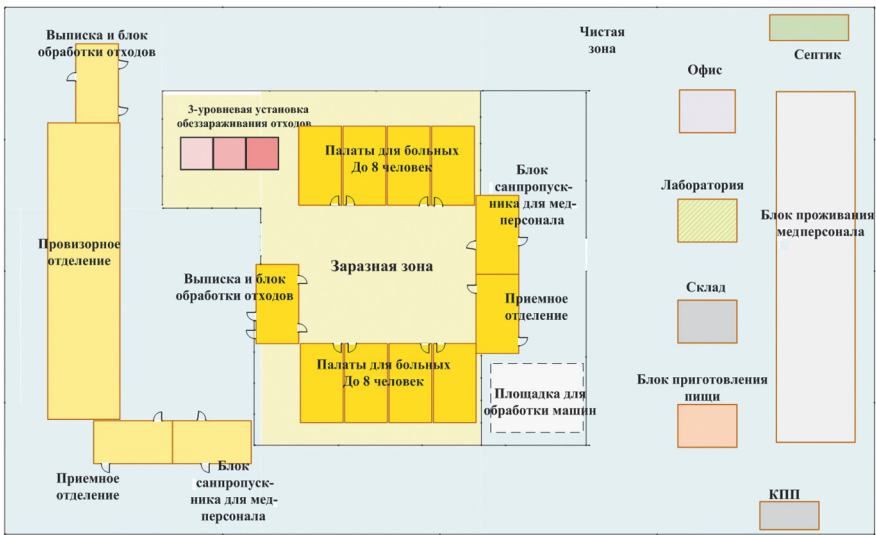 Выписка и блок
обработки отходов
Чистая
зона
Септик
Офис
3-уровневая установка
обеззараживания отходов
Палаты для больных
До 8 человек
Блок
санпропуск-
ника для мед-
персонала
Лаборатория
Блок проживания
медперсонала
Провизорное
отделение
Заразная зона
Выписка и блок
обработки отходов
Приемное
отделение
Склад
Палаты для больных
До 8 человек
Площадка для
обработки машин
Блок приготовления
пищи
Приемное
отделение
Блок
санпропуск-
ника для мед-
персонала
КПП